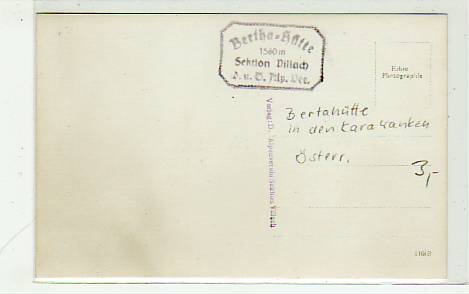 Bertha-Hütte
1560 m
Sektion Villach
D. u. Ö. Alp. Ver.
Echte
Photographie
Bertahütte
in den Karawanken
Österr.
3,-